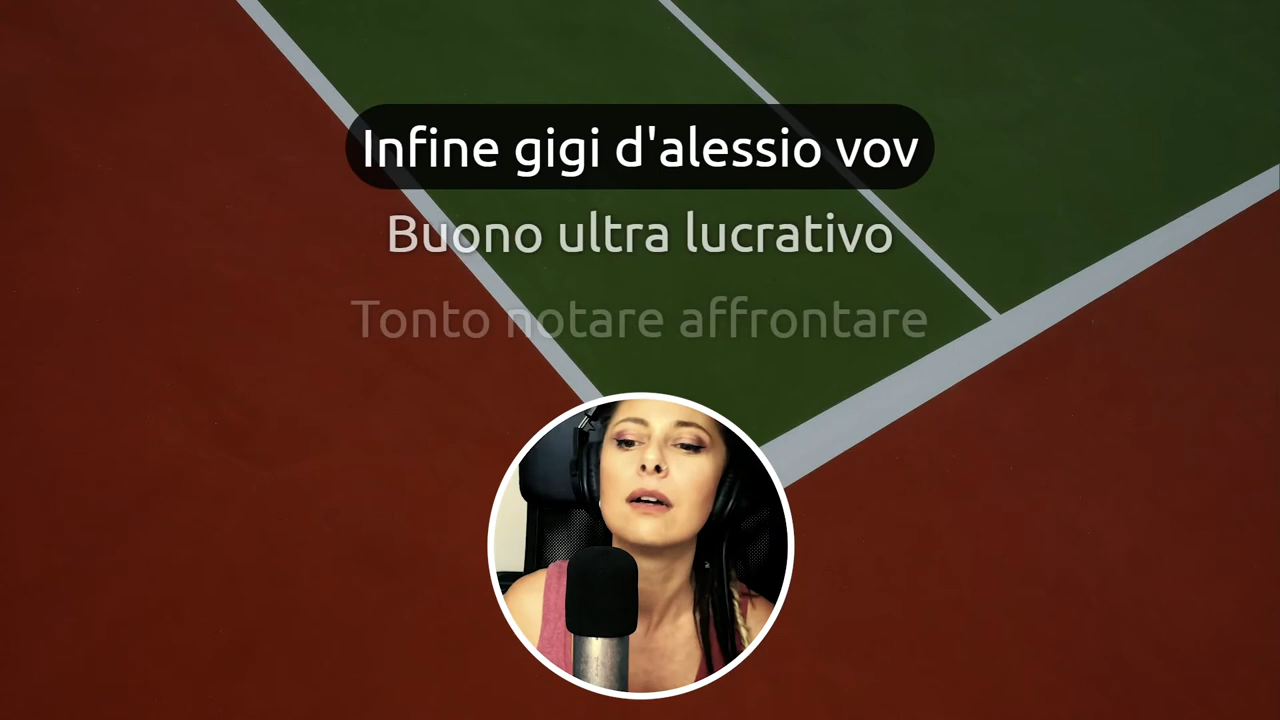 Infine gigi d'alessio vov
Buono ultra lucrativo
Tonto notare affrontare